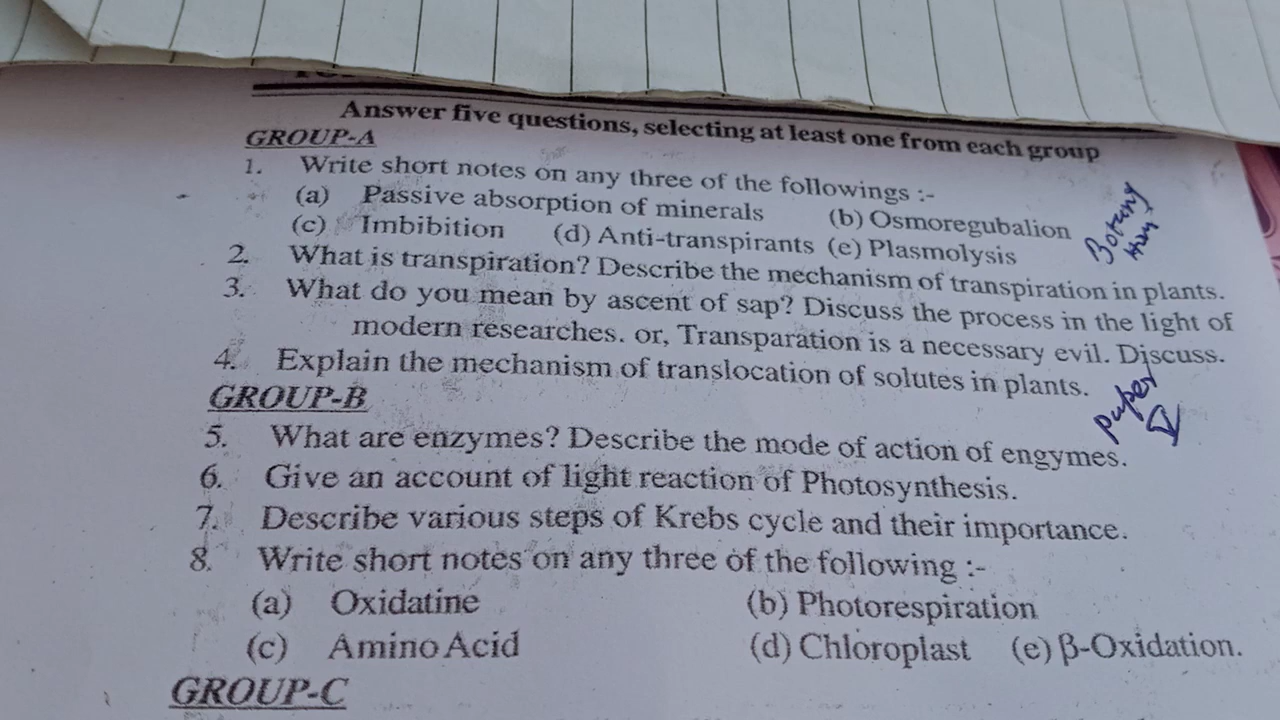 Answer five questions, selecting at least one from each group
GROUP-A
1. Write short notes on any three of the followings :-
(a) Passive absorption of minerals (b) Osmoregubalion
(c) Imbibition (d) Anti-transpirants (e) Plasmolysis
2. What is transpiration? Describe the mechanism of transpiration in plants.
3. What do you mean by ascent of sap? Discuss the process in the light of
modern researches. or, Transparation is a necessary evil. Discuss.
4. Explain the mechanism of translocation of solutes in plants.
GROUP-B
5. What are enzymes? Describe the mode of action of engymes.
6. Give an account of light reaction of Photosynthesis.
7. Describe various steps of Krebs cycle and their importance.
8. Write short notes on any three of the following :-
(a) Oxidatine (b) Photorespiration
(c) Amino Acid (d) Chloroplast (e) β-Oxidation.
GROUP-C
Botany
Paper
V